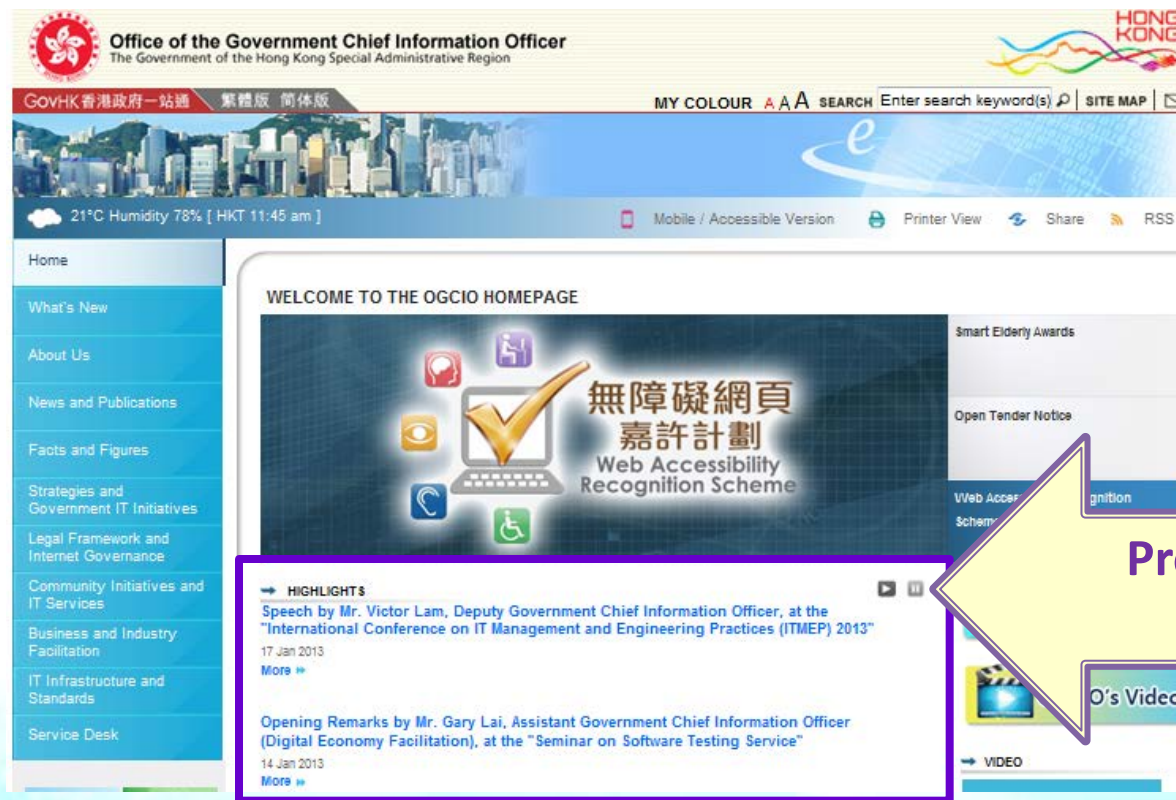 Office of the Government Chief Information Officer
The Government of the Hong Kong Special Administrative Region
HONG
KONG
GovHK香港政府一站通 繁體版 简体版
MY COLOUR A A A SEARCH Enter search keyword(s) SITE MAP
21°C Humidity 78% [ HKT 11:45 am ]
Mobile / Accessible Version Printer View Share RSS
Home
What's New
About Us
News and Publications
Facts and Figures
Strategies and
Government IT Initiatives
Legal Framework and
Internet Governance
Community Initiatives and
IT Services
Business and Industry
Facilitation
IT Infrastructure and
Standards
Service Desk
WELCOME TO THE OGCIO HOMEPAGE
無障礙網頁
嘉許計劃
Web Accessibility
Recognition Scheme
Smart Elderly Awards
Open Tender Notice
Web
HIGHLIGHTS
Speech by Mr. Victor Lam, Deputy Government Chief Information Officer, at the
"International Conference on IT Management and Engineering Practices (ITMEP) 2013"
17 Jan 2013
More
Opening Remarks by Mr. Gary Lai, Assistant Government Chief Information Officer
(Digital Economy Facilitation), at the "Seminar on Software Testing Service"
14 Jan 2013
More
O's Video
VIDEO